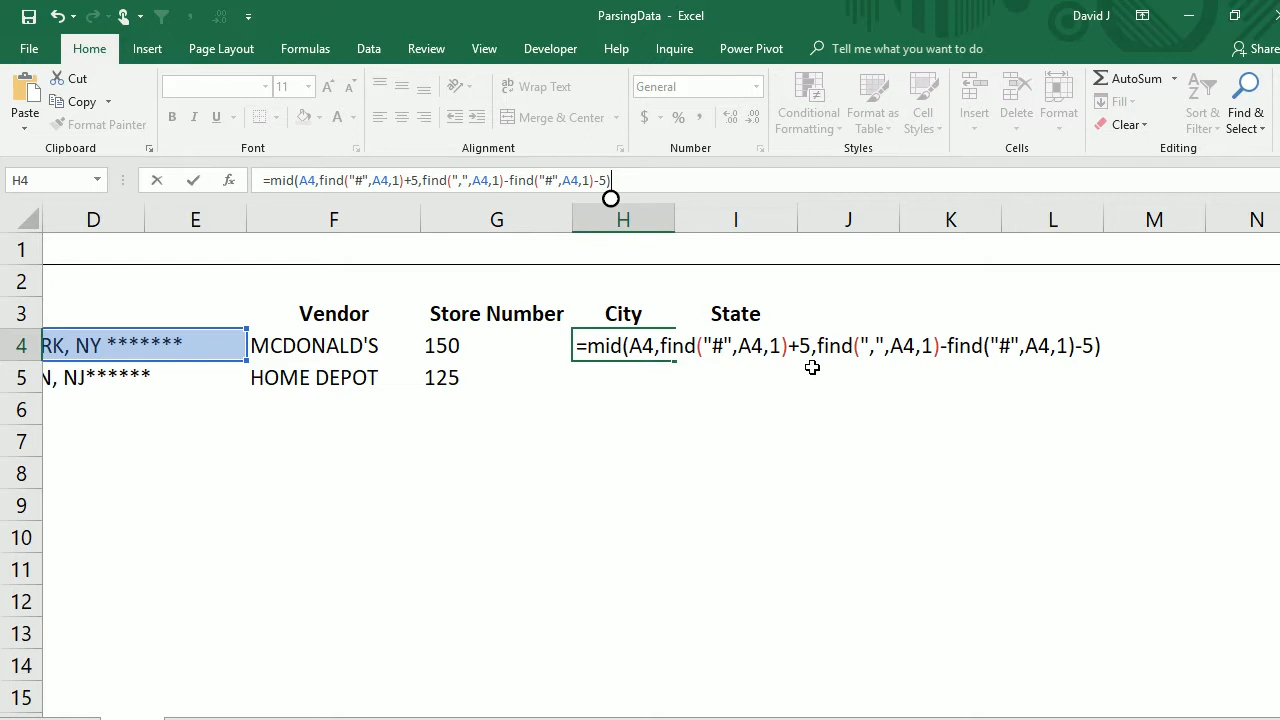 ParsingData - Excel
David J
File Home Insert Page Layout Formulas Data Review View Developer Help Inquire Power Pivot Tell me what you want to do Share
Paste
Cut
Copy
Format Painter
Clipboard
11
B I U
Font
Wrap Text
Merge & Center
Alignment
General
$ % ,
Number
Conditional Formatting
Format as Table
Cell Styles
Styles
Insert
Delete
Format
Cells
AutoSum
Fill
Clear
Sort & Filter
Find & Select
Editing
H4
fx
=mid(A4,find("#",A4,1)+5,find(",",A4,1)-find("#",A4,1)-5)
D E F G H I J K L M N
1
2
3 Vendor Store Number City State
4 RK, NY ******* MCDONALD'S 150 =mid(A4,find("#",A4,1)+5,find(",",A4,1)-find("#",A4,1)-5)
5 N, NJ****** HOME DEPOT 125
6
7
8
9
10
11
12
13
14
15